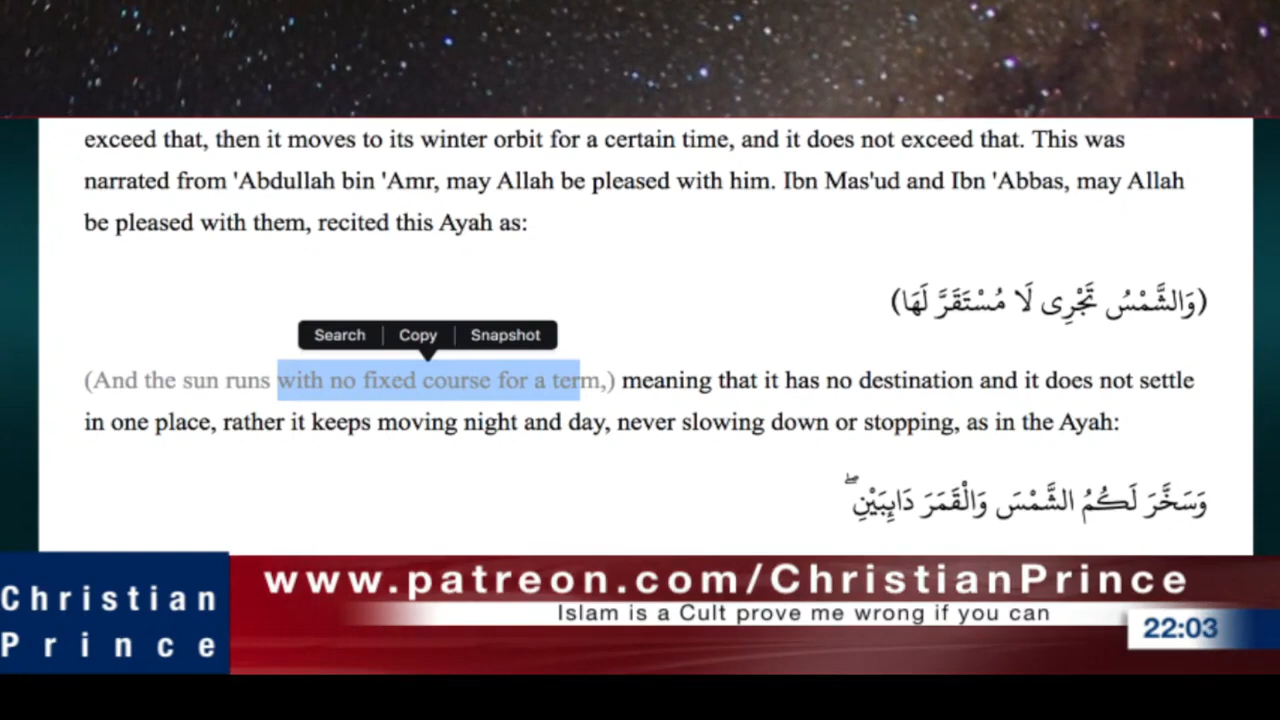 exceed that, then it moves to its winter orbit for a certain time, and it does not exceed that. This was
narrated from 'Abdullah bin 'Amr, may Allah be pleased with him. Ibn Mas'ud and Ibn 'Abbas, may Allah
be pleased with them, recited this Ayah as:
(وَالشَّمْسُ تَجْرِى لَا مُسْتَقَرَّ لَهَا)
Search Copy Snapshot
(And the sun runs with no fixed course for a term,) meaning that it has no destination and it does not settle
in one place, rather it keeps moving night and day, never slowing down or stopping, as in the Ayah:
وَسَخَّرَ لَكُمُ الشَّمْسَ وَالْقَمَرَ دَايِبَيْنِ ۖ
www.patreon.com/ChristianPrince
Islam is a Cult prove me wrong if you can
Christian
Prince
22:03